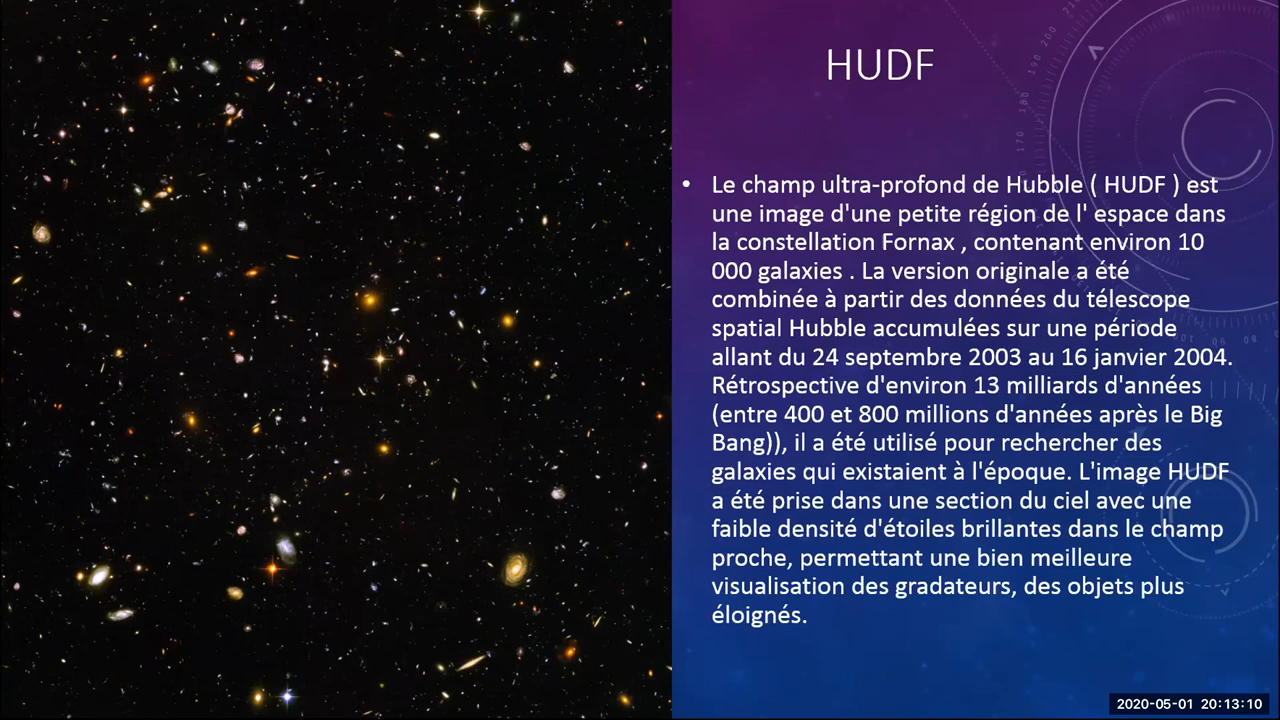 HUDF
• Le champ ultra-profond de Hubble ( HUDF ) est
une image d'une petite région de l' espace dans
la constellation Fornax , contenant environ 10
000 galaxies . La version originale a été
combinée à partir des données du télescope
spatial Hubble accumulées sur une période
allant du 24 septembre 2003 au 16 janvier 2004.
Rétrospective d'environ 13 milliards d'années
(entre 400 et 800 millions d'années après le Big
Bang)), il a été utilisé pour rechercher des
galaxies qui existaient à l'époque. L'image HUDF
a été prise dans une section du ciel avec une
faible densité d'étoiles brillantes dans le champ
proche, permettant une bien meilleure
visualisation des gradateurs, des objets plus
éloignés.
170
180
190
200
2020-05-01 20:13:10